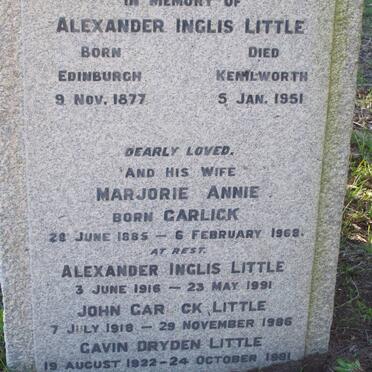 IN MEMORY OF
ALEXANDER INGLIS LITTLE
BORN DIED
EDINBURGH KENILWORTH
9 NOV. 1877 5 JAN. 1951
DEARLY LOVED.
AND HIS WIFE
MARJORIE ANNIE
BORN GARLICK
28 JUNE 1885 – 6 FEBRUARY 1968.
AT REST.
ALEXANDER INGLIS LITTLE
3 JUNE 1916 – 23 MAY 1991
JOHN GAR CK LITTLE
7 JULY 1918 – 29 NOVEMBER 1986
GAVIN DRYDEN LITTLE
19 AUGUST 1922 – 24 OCTOBER 1991